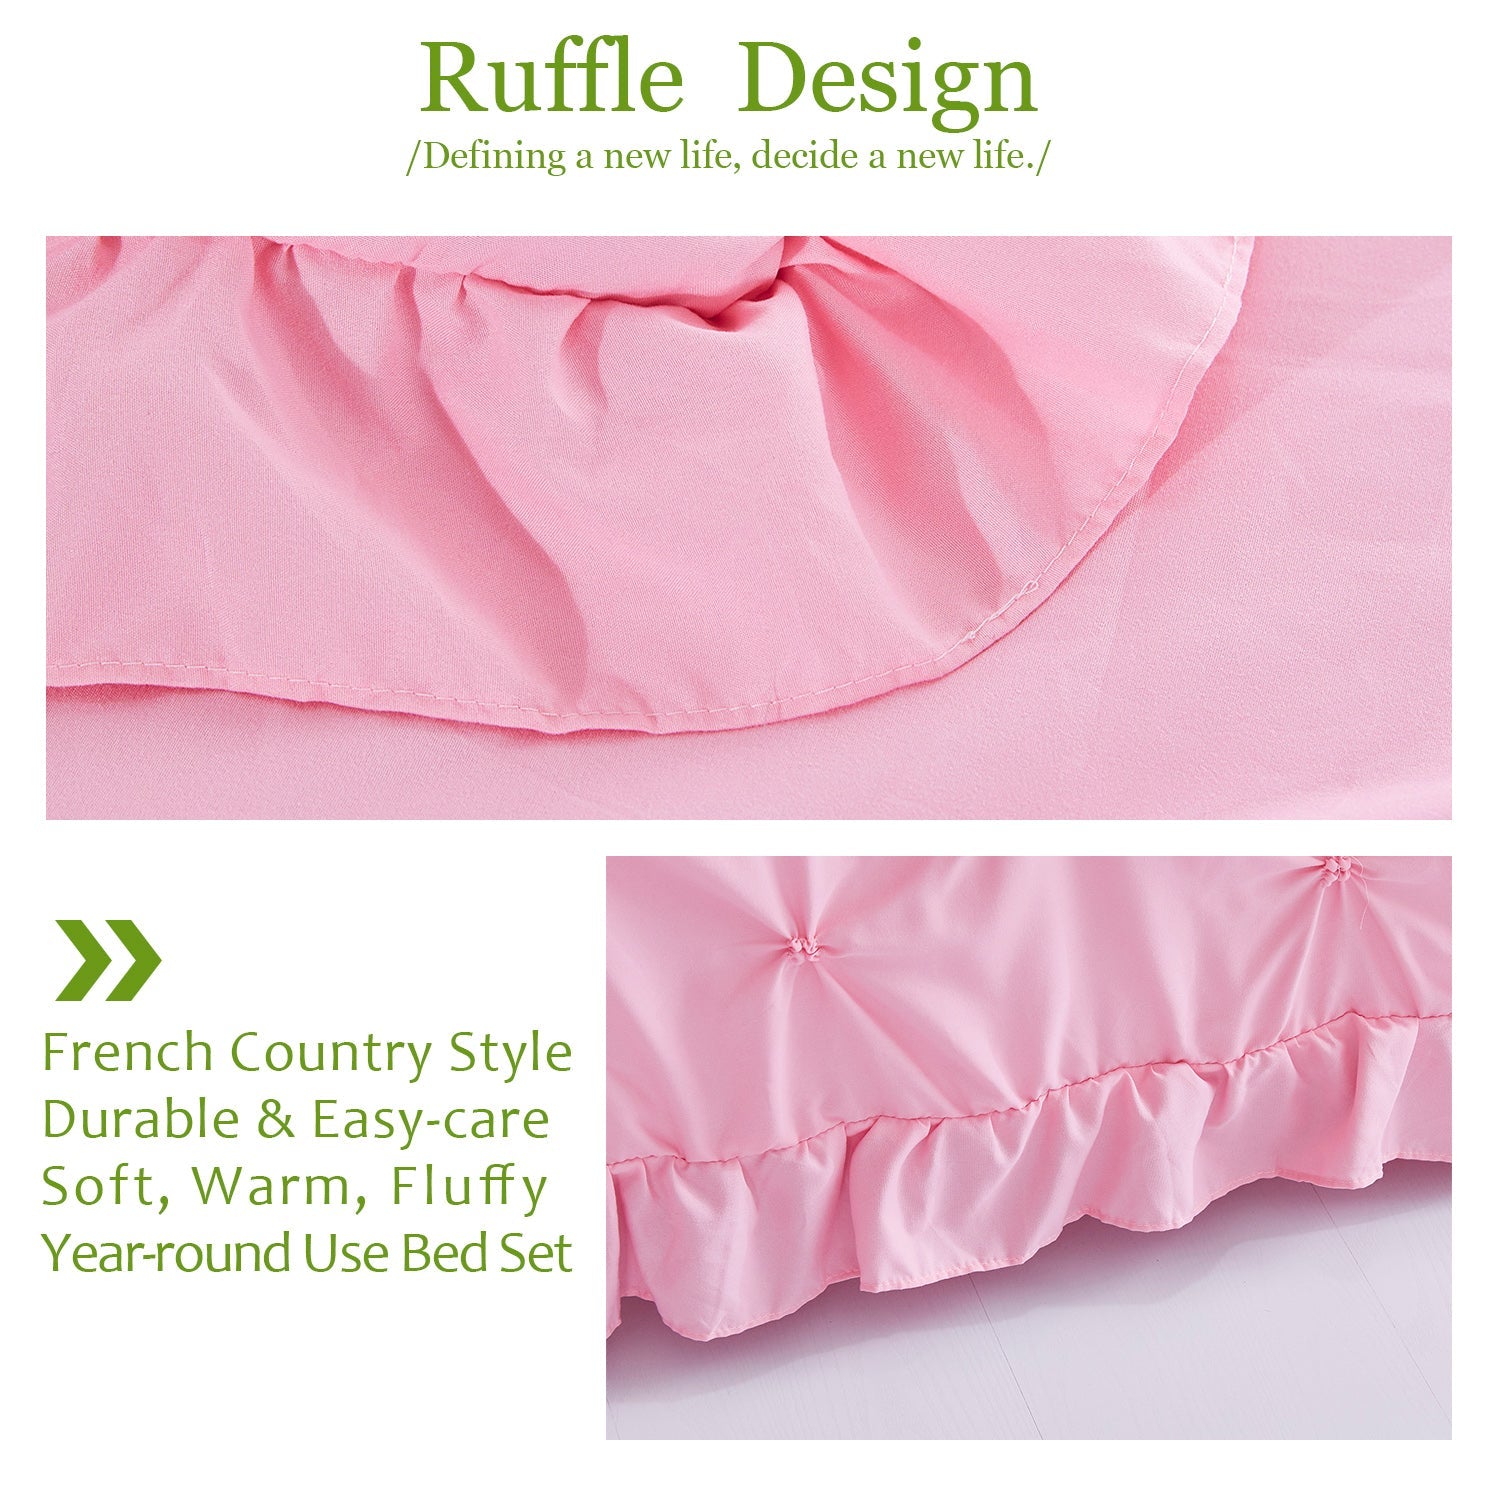 Ruffle Design
/Defining a new life, decide a new life./
French Country Style
Durable & Easy-care
Soft, Warm, Fluffy
Year-round Use Bed Set